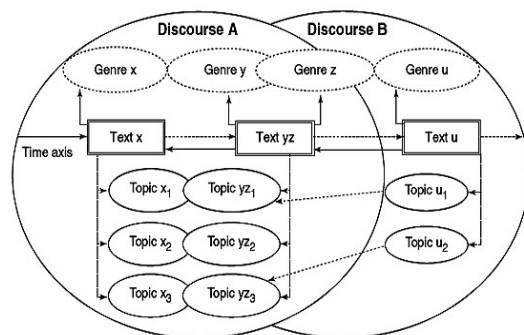 Discourse A
Discourse B
Genre x
Genre y
Genre z
Genre u
Text x
Text yz
Text u
Time axis
Topic x1
Topic yz1
Topic u1
Topic x2
Topic yz2
Topic u2
Topic x3
Topic yz3